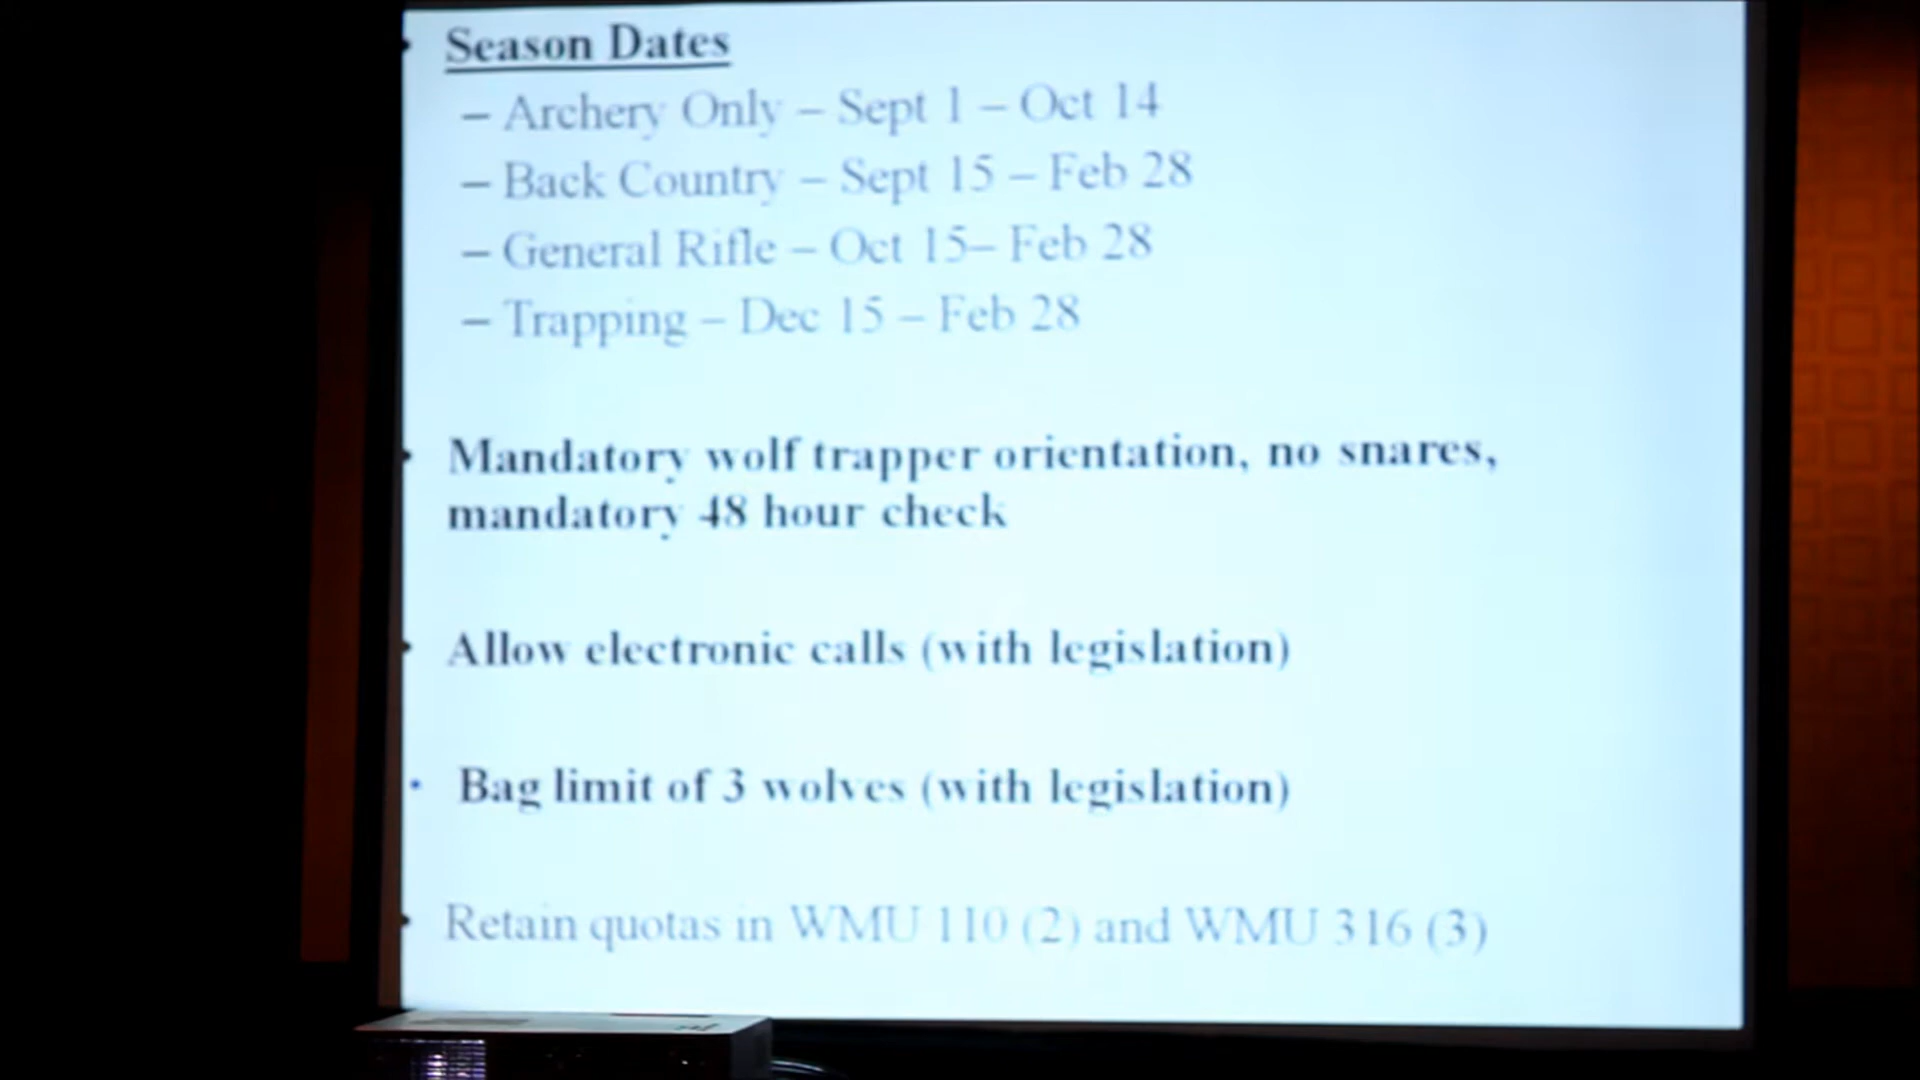 Season Dates
– Archery Only – Sept 1 – Oct 14
– Back Country – Sept 15 – Feb 28
– General Rifle – Oct 15– Feb 28
– Trapping – Dec 15 – Feb 28
Mandatory wolf trapper orientation, no snares,
mandatory 48 hour check
Allow electronic calls (with legislation)
• Bag limit of 3 wolves (with legislation)
Retain quotas in WMU 110 (2) and WMU 316 (3)